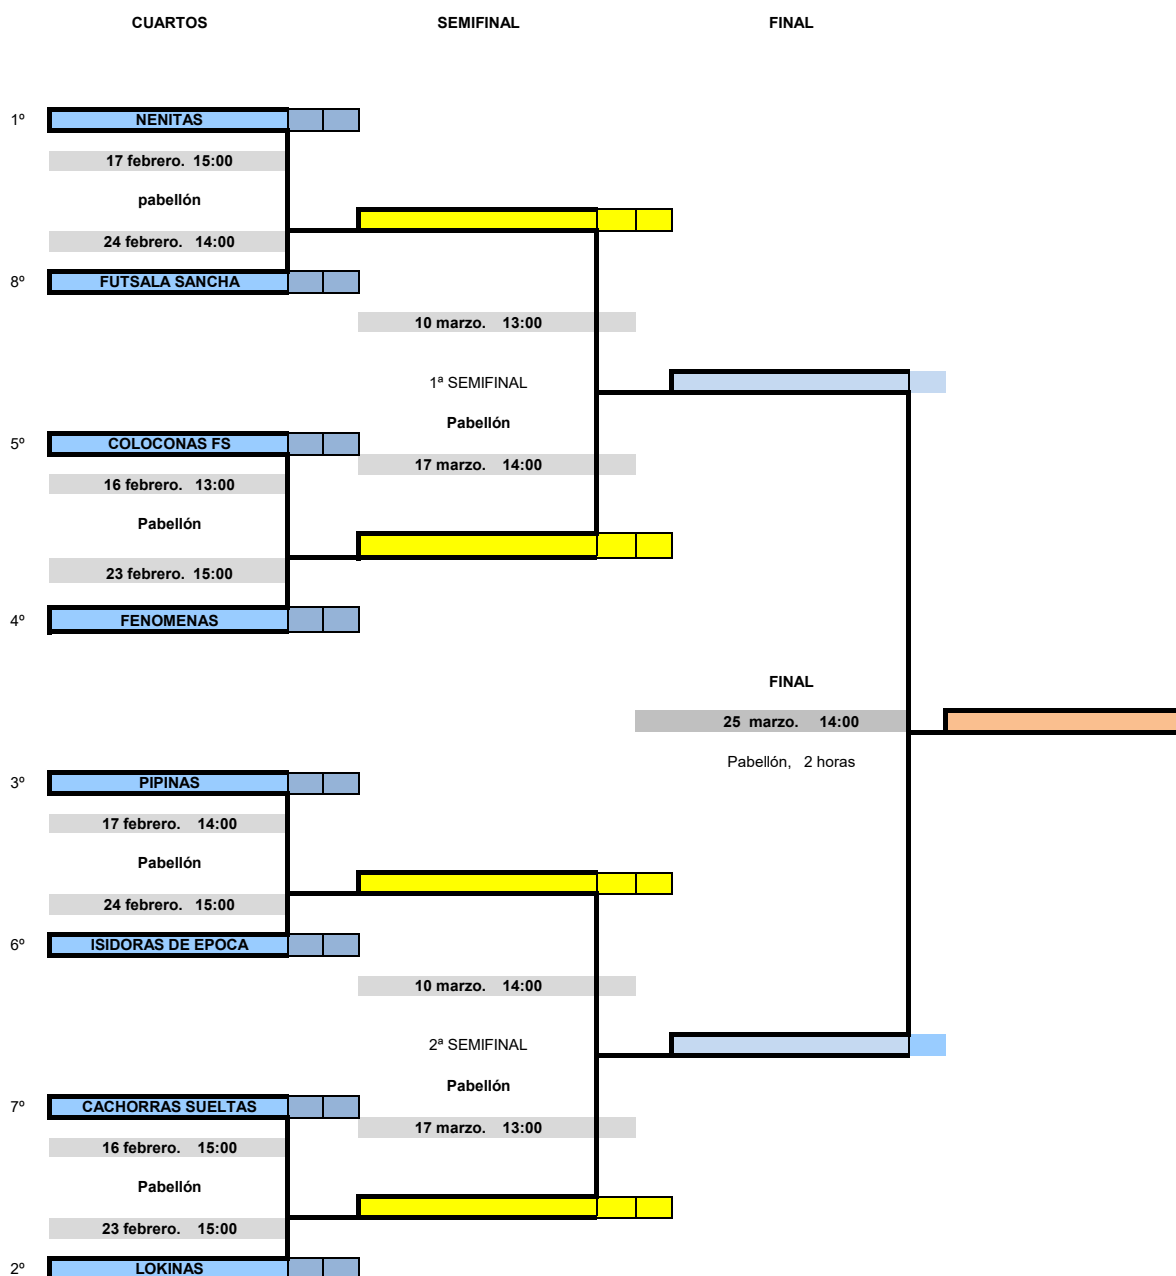 CUARTOS SEMIFINAL FINAL
1º NENITAS
17 febrero. 15:00
pabellón
24 febrero. 14:00
8º FUTSALA SANCHA
10 marzo. 13:00
1ª SEMIFINAL
Pabellón
5º COLOCONAS FS
17 marzo. 14:00
16 febrero. 13:00
Pabellón
23 febrero. 15:00
4º FENOMENAS
FINAL
25 marzo. 14:00
Pabellón, 2 horas
3º PIPINAS
17 febrero. 14:00
Pabellón
24 febrero. 15:00
6º ISIDORAS DE EPOCA
10 marzo. 14:00
2ª SEMIFINAL
Pabellón
7º CACHORRAS SUELTAS
17 marzo. 13:00
16 febrero. 15:00
Pabellón
23 febrero. 15:00
2º LOKINAS